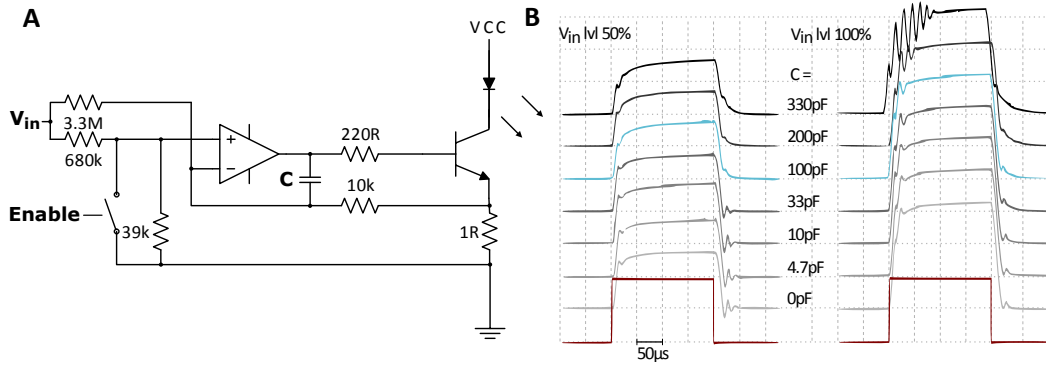 A
VCC
V_in
3.3M
680k
+
−
220R
C
10k
Enable
39k
1R
B
V_in lvl 50%
V_in lvl 100%
C =
330pF
200pF
100pF
33pF
10pF
4.7pF
0pF
50µs